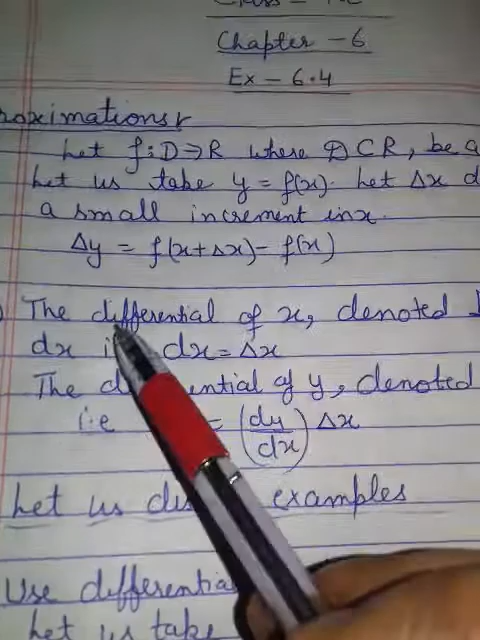 Chapter - 6
Ex - 6.4
roximations
Let f: D → R where D ⊂ R, be a
Let us take y = f(x). Let Δx d
a small increment in x.
Δy = f(x+Δx) - f(x)
The differential of x, denoted
dx i dx = Δx
The d ential of y, denoted
i.e = (dy/dx) Δx
Let us dis examples
Use differentia
Let us take